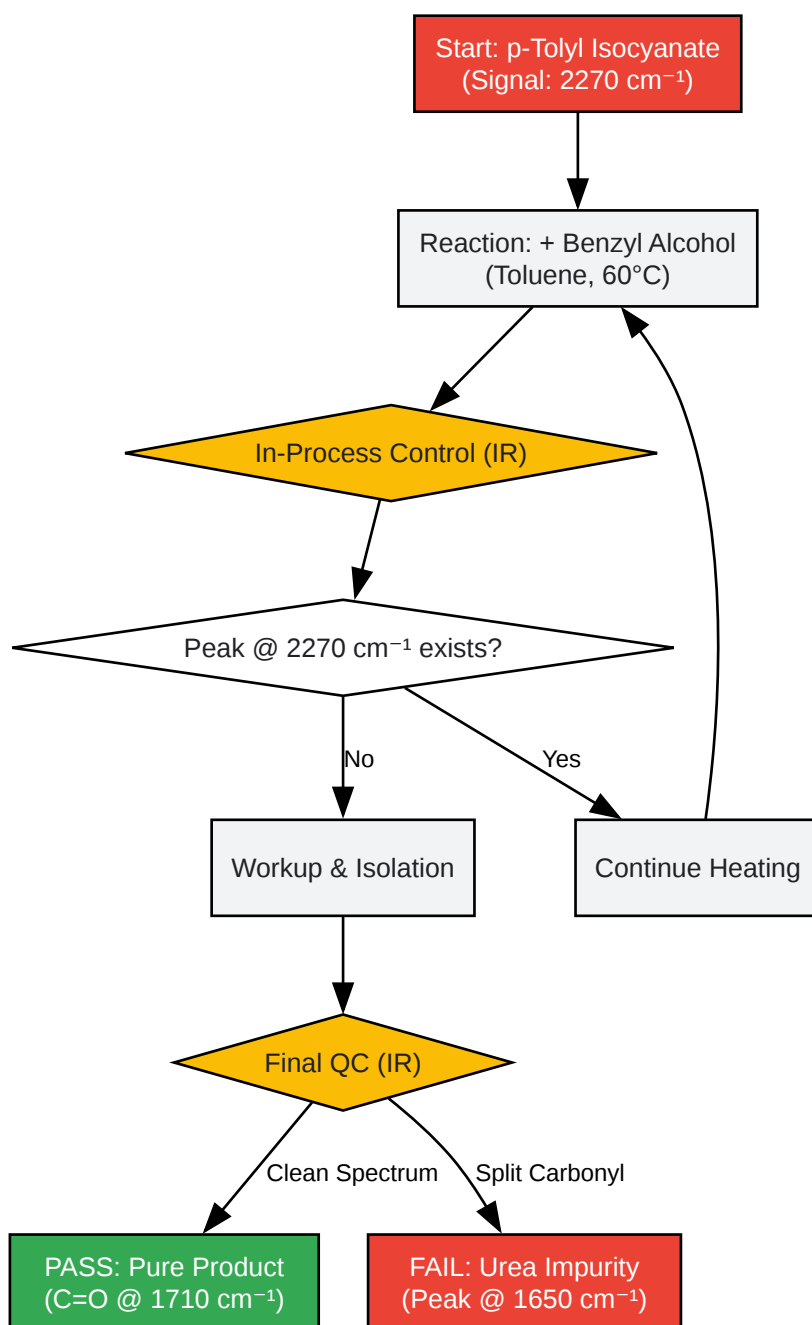 Start: p-Tolyl Isocyanate
(Signal: 2270 cm⁻¹)
Reaction: + Benzyl Alcohol
(Toluene, 60°C)
In-Process Control (IR)
Peak @ 2270 cm⁻¹ exists?
No
Yes
Workup & Isolation
Continue Heating
Final QC (IR)
Clean Spectrum
Split Carbonyl
PASS: Pure Product
(C=O @ 1710 cm⁻¹)
FAIL: Urea Impurity
(Peak @ 1650 cm⁻¹)